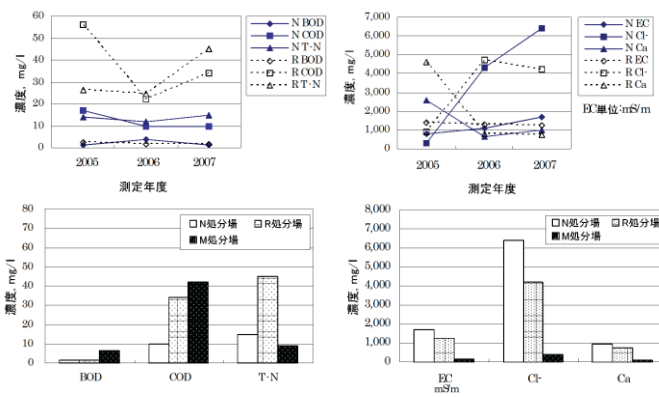 濃度, mg/l
60
50
40
30
20
10
0
2005 2006 2007
測定年度
N BOD
N COD
N T-N
R BOD
R COD
R T-N
濃度, mg/l
7,000
6,000
5,000
4,000
3,000
2,000
1,000
0
2005 2006 2007
測定年度
N EC
N Cl-
N Ca
R EC
R Cl-
R Ca
EC単位:mS/m
濃度, mg/l
80
70
60
50
40
30
20
10
0
N処分場 R処分場
M処分場
BOD COD T-N
濃度, mg/l
8,000
7,000
6,000
5,000
4,000
3,000
2,000
1,000
0
N処分場 R処分場
M処分場
EC Cl- Ca
mS/m